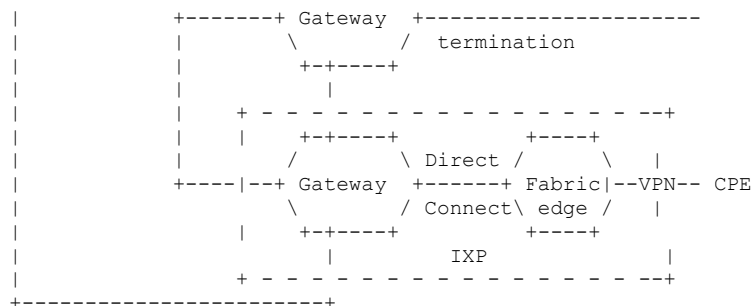 Gateway
termination
Direct
Gateway Fabric VPN CPE
Connect edge
IXP